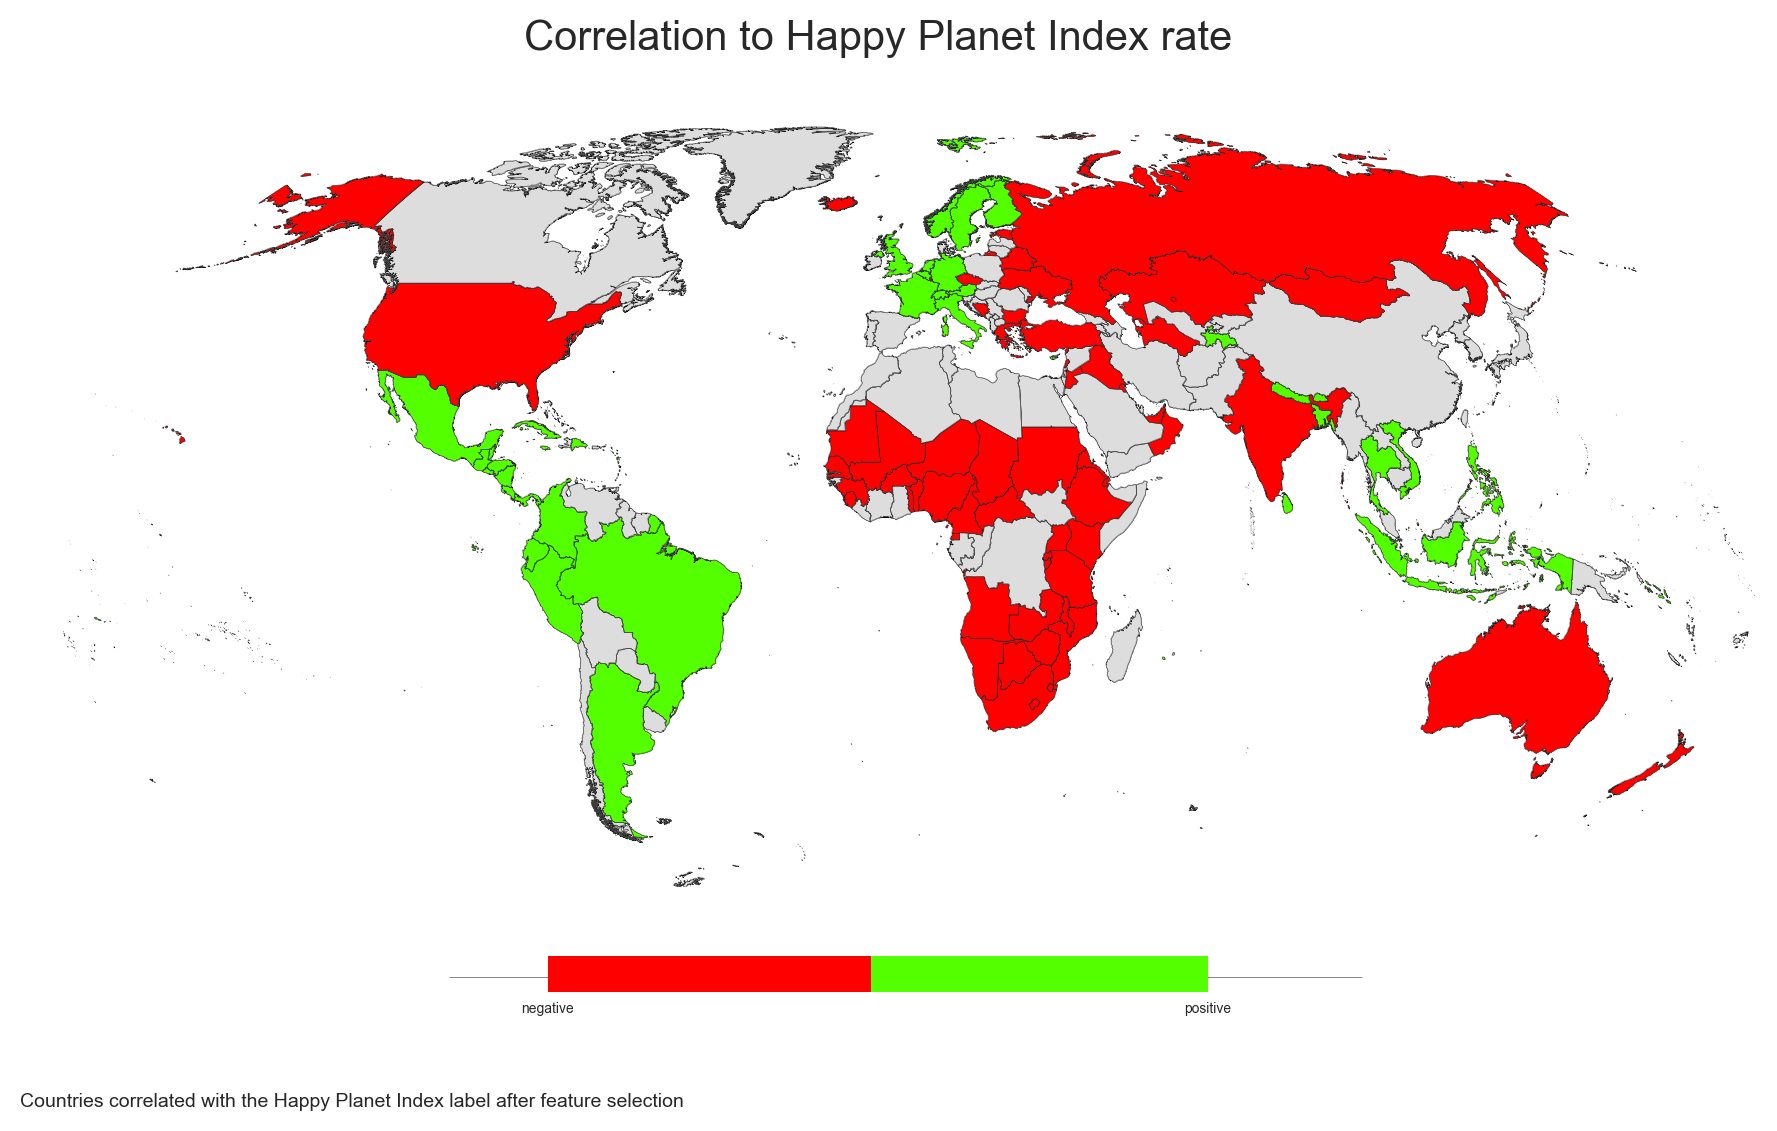 Correlation to Happy Planet Index rate
negative
positive
Countries correlated with the Happy Planet Index label after feature selection